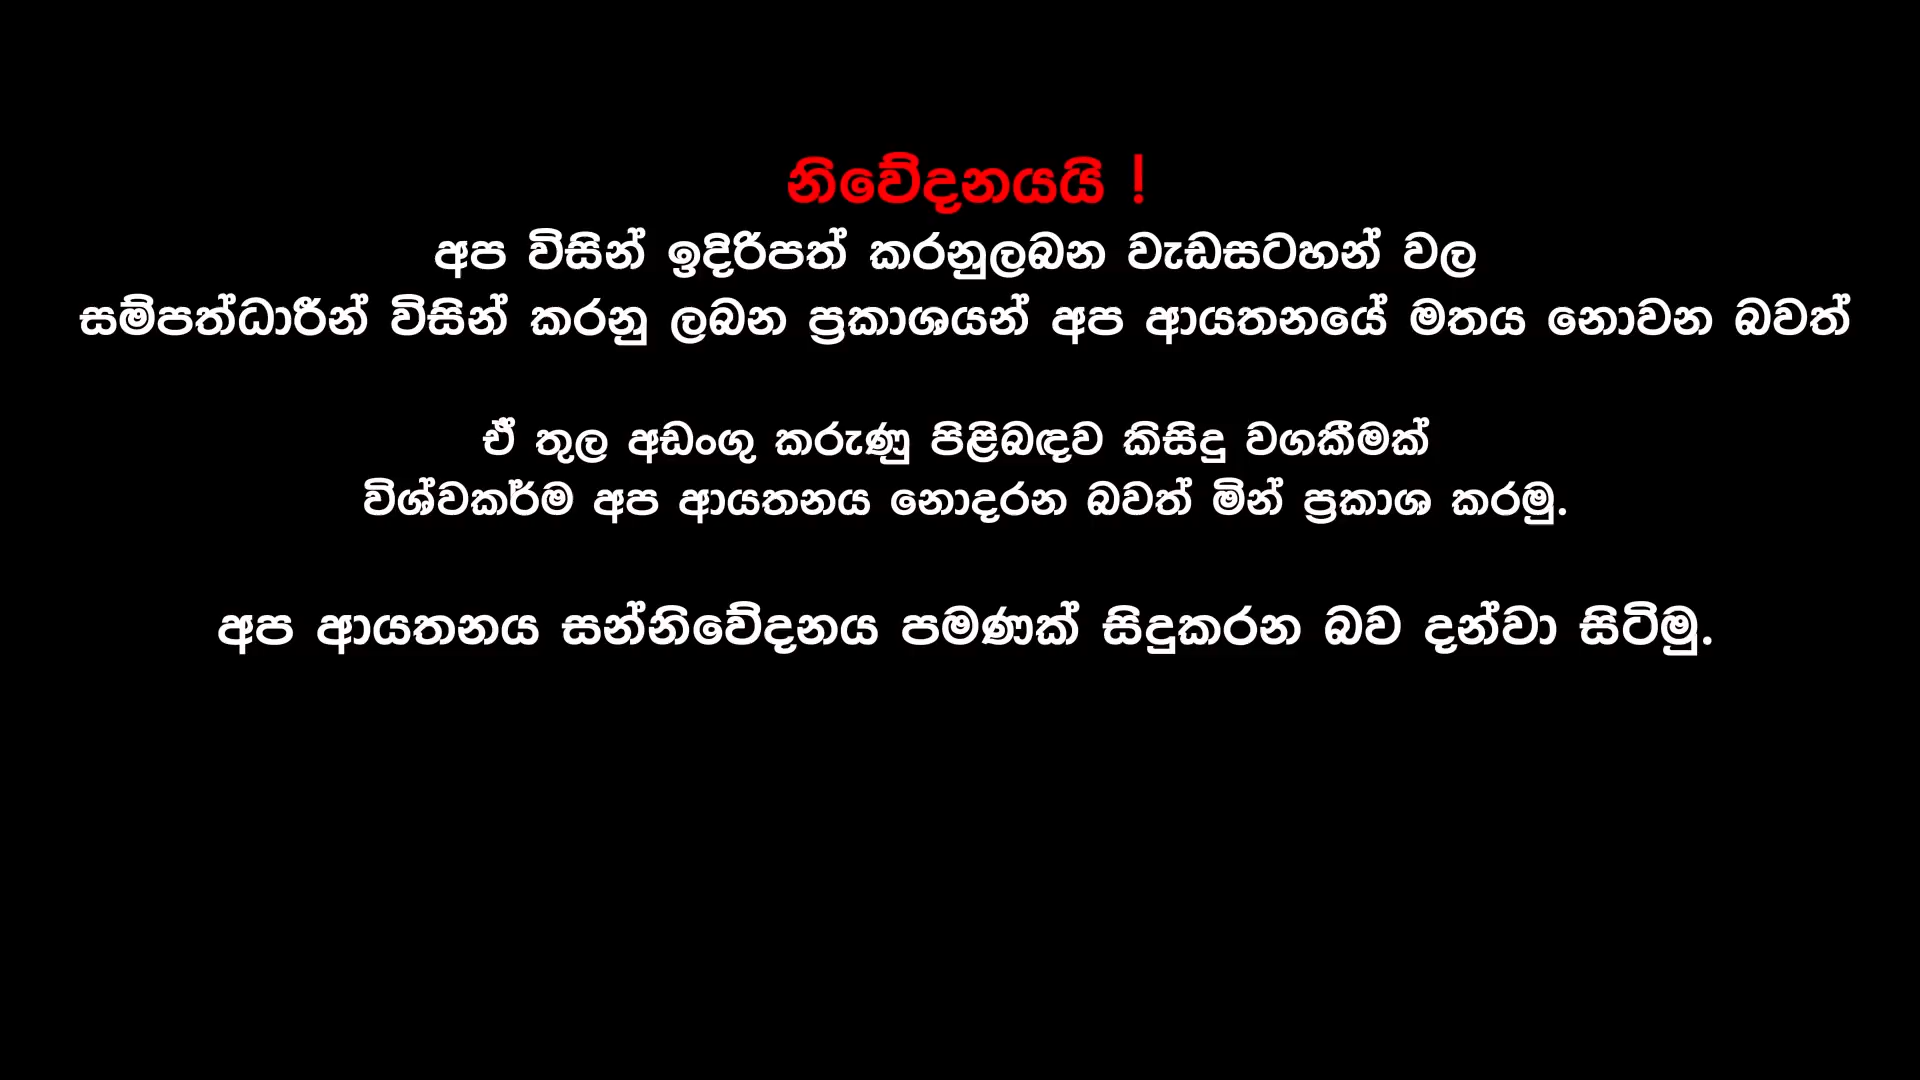 නිවේදනයයි !
අප විසින් ඉදිරිපත් කරනුලබන වැඩසටහන් වල
සම්පත්ධාරීන් විසින් කරනු ලබන ප්‍රකාශයන් අප ආයතනයේ මතය නොවන බවත්
ඒ තුල අඩංගු කරුණු පිළිබඳව කිසිදු වගකීමක්
විශ්වකර්ම අප ආයතනය නොදරන බවත් මින් ප්‍රකාශ කරමු.
අප ආයතනය සන්නිවේදනය පමණක් සිදුකරන බව දන්වා සිටිමු.